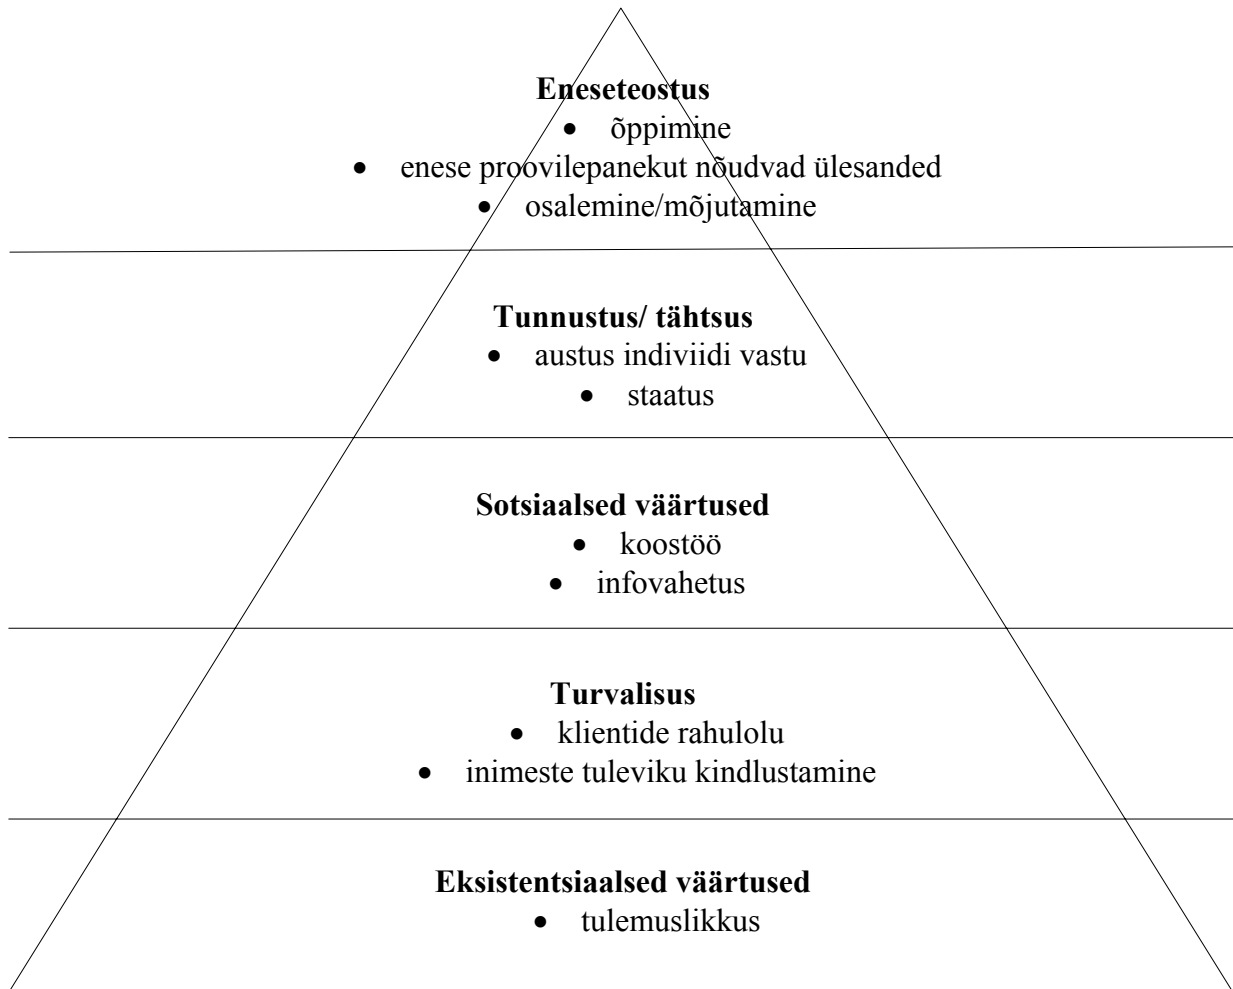 Eneseteostus
• õppimine
• enese proovilepanekut nõudvad ülesanded
• osalemine/mõjutamine
Tunnustus/ tähtsus
• austus indiviidi vastu
• staatus
Sotsiaalsed väärtused
• koostöö
• infovahetus
Turvalisus
• klientide rahulolu
• inimeste tuleviku kindlustamine
Eksistentsiaalsed väärtused
• tulemuslikkus